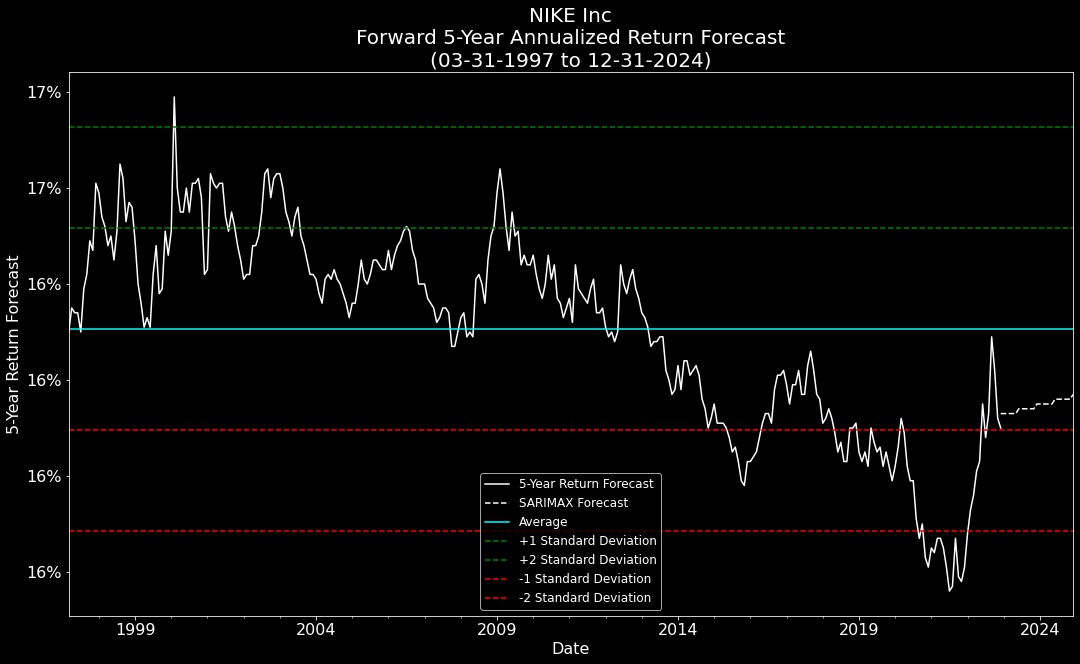 NIKE Inc
Forward 5-Year Annualized Return Forecast
(03-31-1997 to 12-31-2024)
17%
17%
16%
16%
16%
16%
5-Year Return Forecast
5-Year Return Forecast
SARIMAX Forecast
Average
+1 Standard Deviation
+2 Standard Deviation
-1 Standard Deviation
-2 Standard Deviation
1999 2004 2009 2014 2019 2024
Date